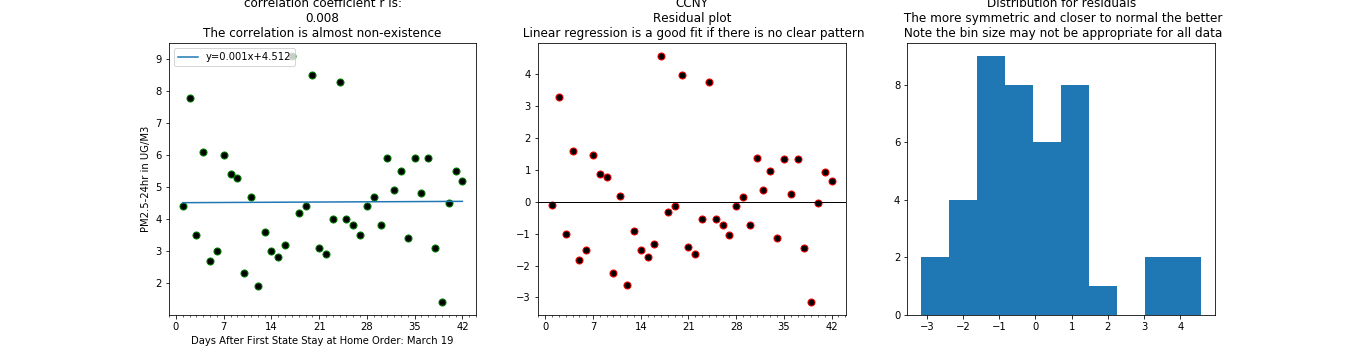 correlation coefficient r is:
0.008
The correlation is almost non-existence
y=0.001x+4.512
PM2.5-24hr in UG/M3
9
8
7
6
5
4
3
2
0 7 14 21 28 35 42
Days After First State Stay at Home Order: March 19
CCNY
Residual plot
Linear regression is a good fit if there is no clear pattern
4
3
2
1
0
−1
−2
−3
0 7 14 21 28 35 42
Distribution for residuals
The more symmetric and closer to normal the better
Note the bin size may not be appropriate for all data
8
6
4
2
0
−3 −2 −1 0 1 2 3 4